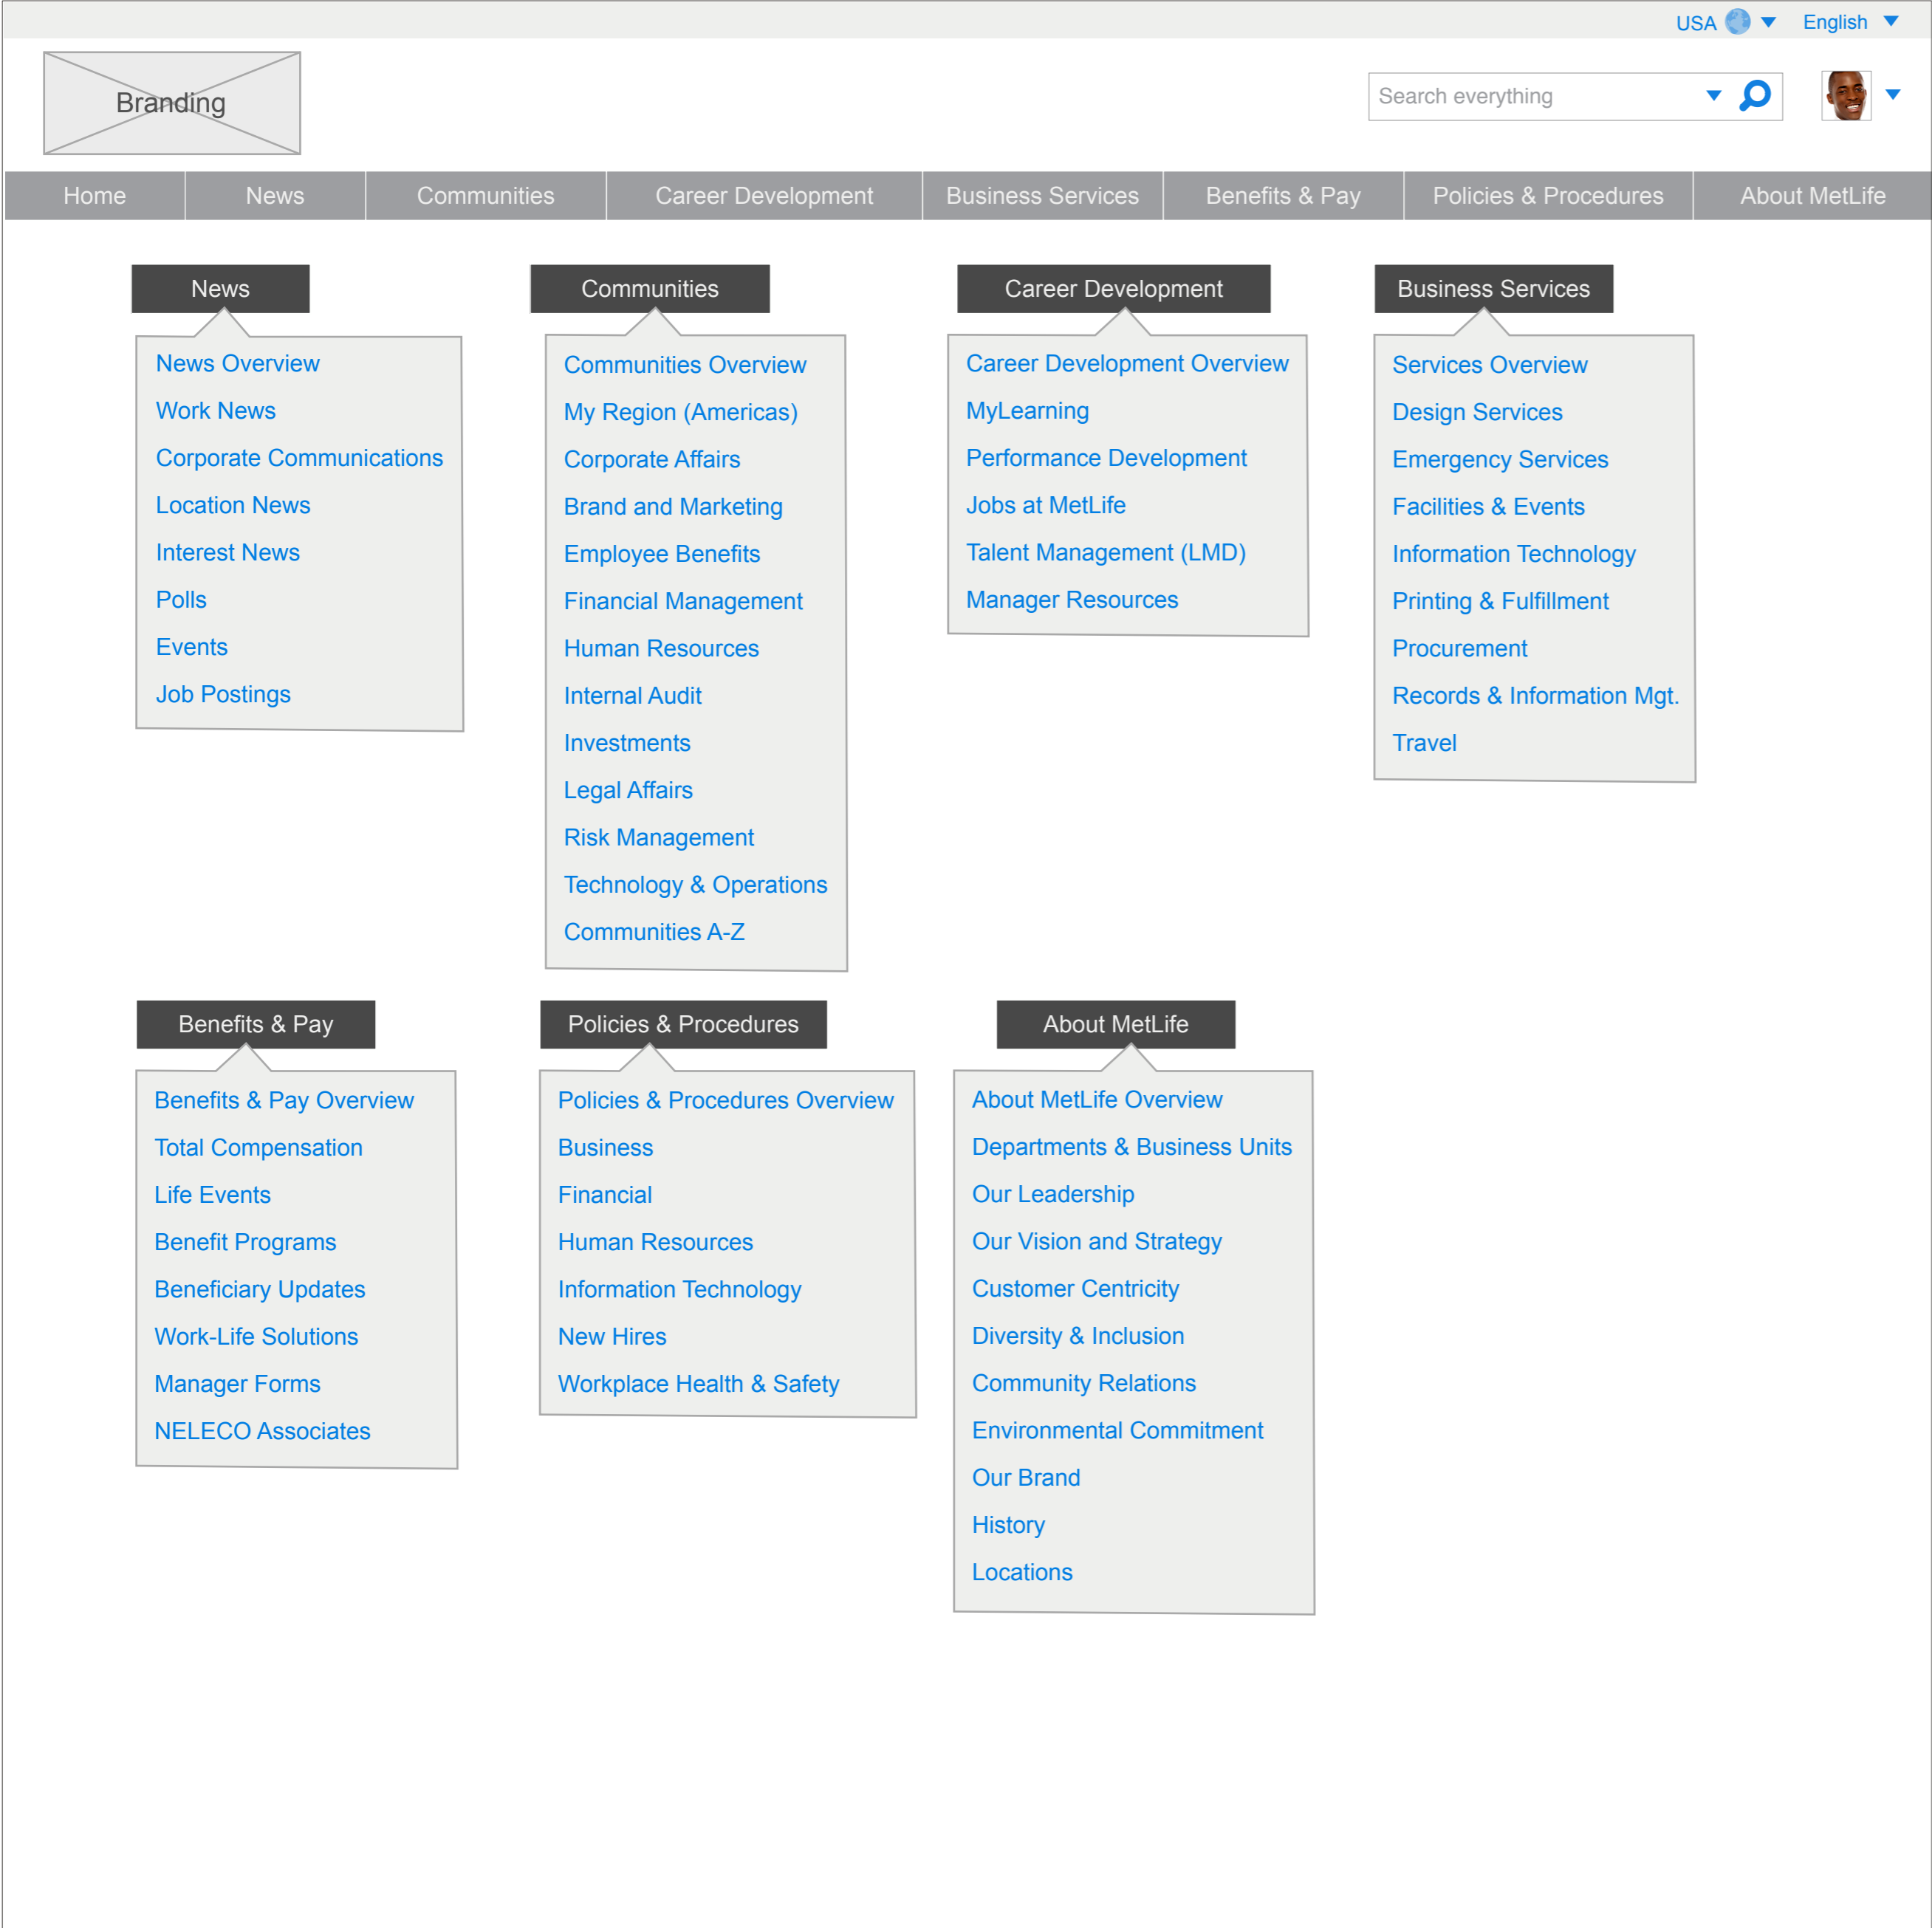 USA English
Branding
Search everything
Home News Communities Career Development Business Services Benefits & Pay Policies & Procedures About MetLife
News
News Overview
Work News
Corporate Communications
Location News
Interest News
Polls
Events
Job Postings
Communities
Communities Overview
My Region (Americas)
Corporate Affairs
Brand and Marketing
Employee Benefits
Financial Management
Human Resources
Internal Audit
Investments
Legal Affairs
Risk Management
Technology & Operations
Communities A-Z
Career Development
Career Development Overview
MyLearning
Performance Development
Jobs at MetLife
Talent Management (LMD)
Manager Resources
Business Services
Services Overview
Design Services
Emergency Services
Facilities & Events
Information Technology
Printing & Fulfillment
Procurement
Records & Information Mgt.
Travel
Benefits & Pay
Benefits & Pay Overview
Total Compensation
Life Events
Benefit Programs
Beneficiary Updates
Work-Life Solutions
Manager Forms
NELECO Associates
Policies & Procedures
Policies & Procedures Overview
Business
Financial
Human Resources
Information Technology
New Hires
Workplace Health & Safety
About MetLife
About MetLife Overview
Departments & Business Units
Our Leadership
Our Vision and Strategy
Customer Centricity
Diversity & Inclusion
Community Relations
Environmental Commitment
Our Brand
History
Locations